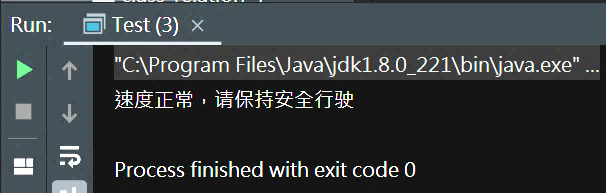 Run:
Test (3)
"C:\Program Files\Java\jdk1.8.0_221\bin\java.exe" ...
速度正常，请保持安全行驶
Process finished with exit code 0